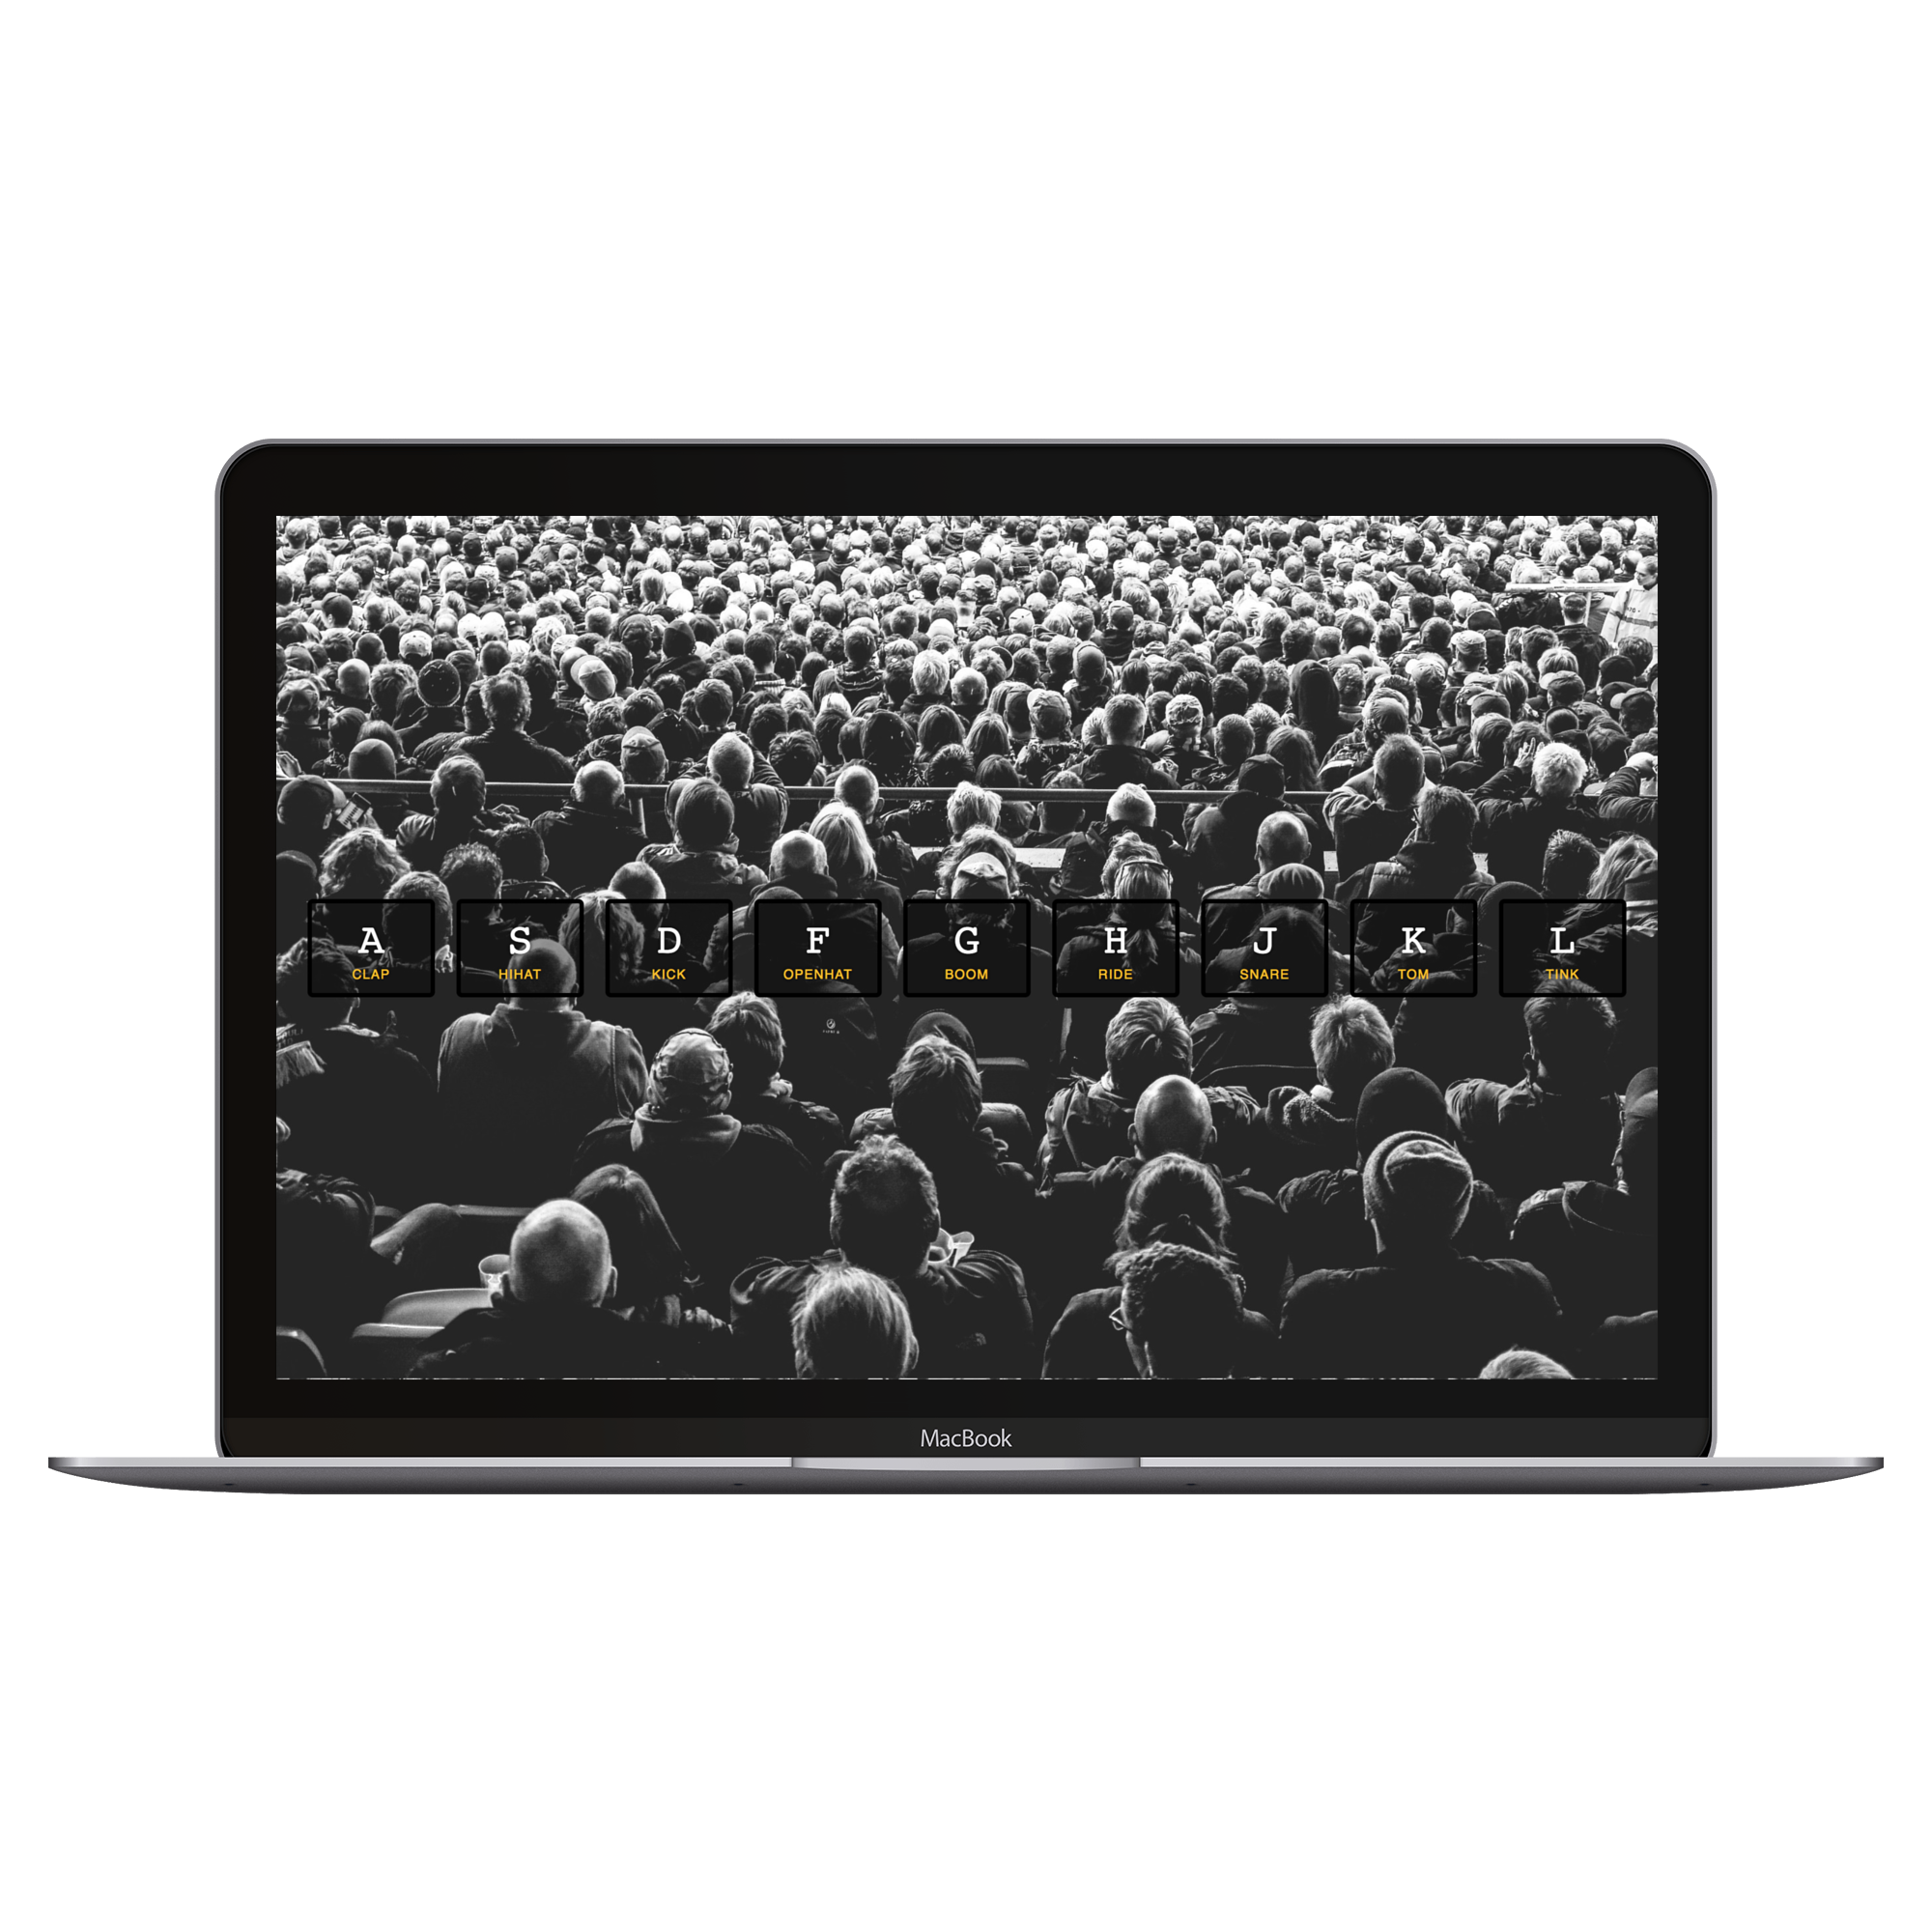 A S D F G H J K L
CLAP HIHAT KICK OPENHAT BOOM RIDE SNARE TOM TINK
MacBook